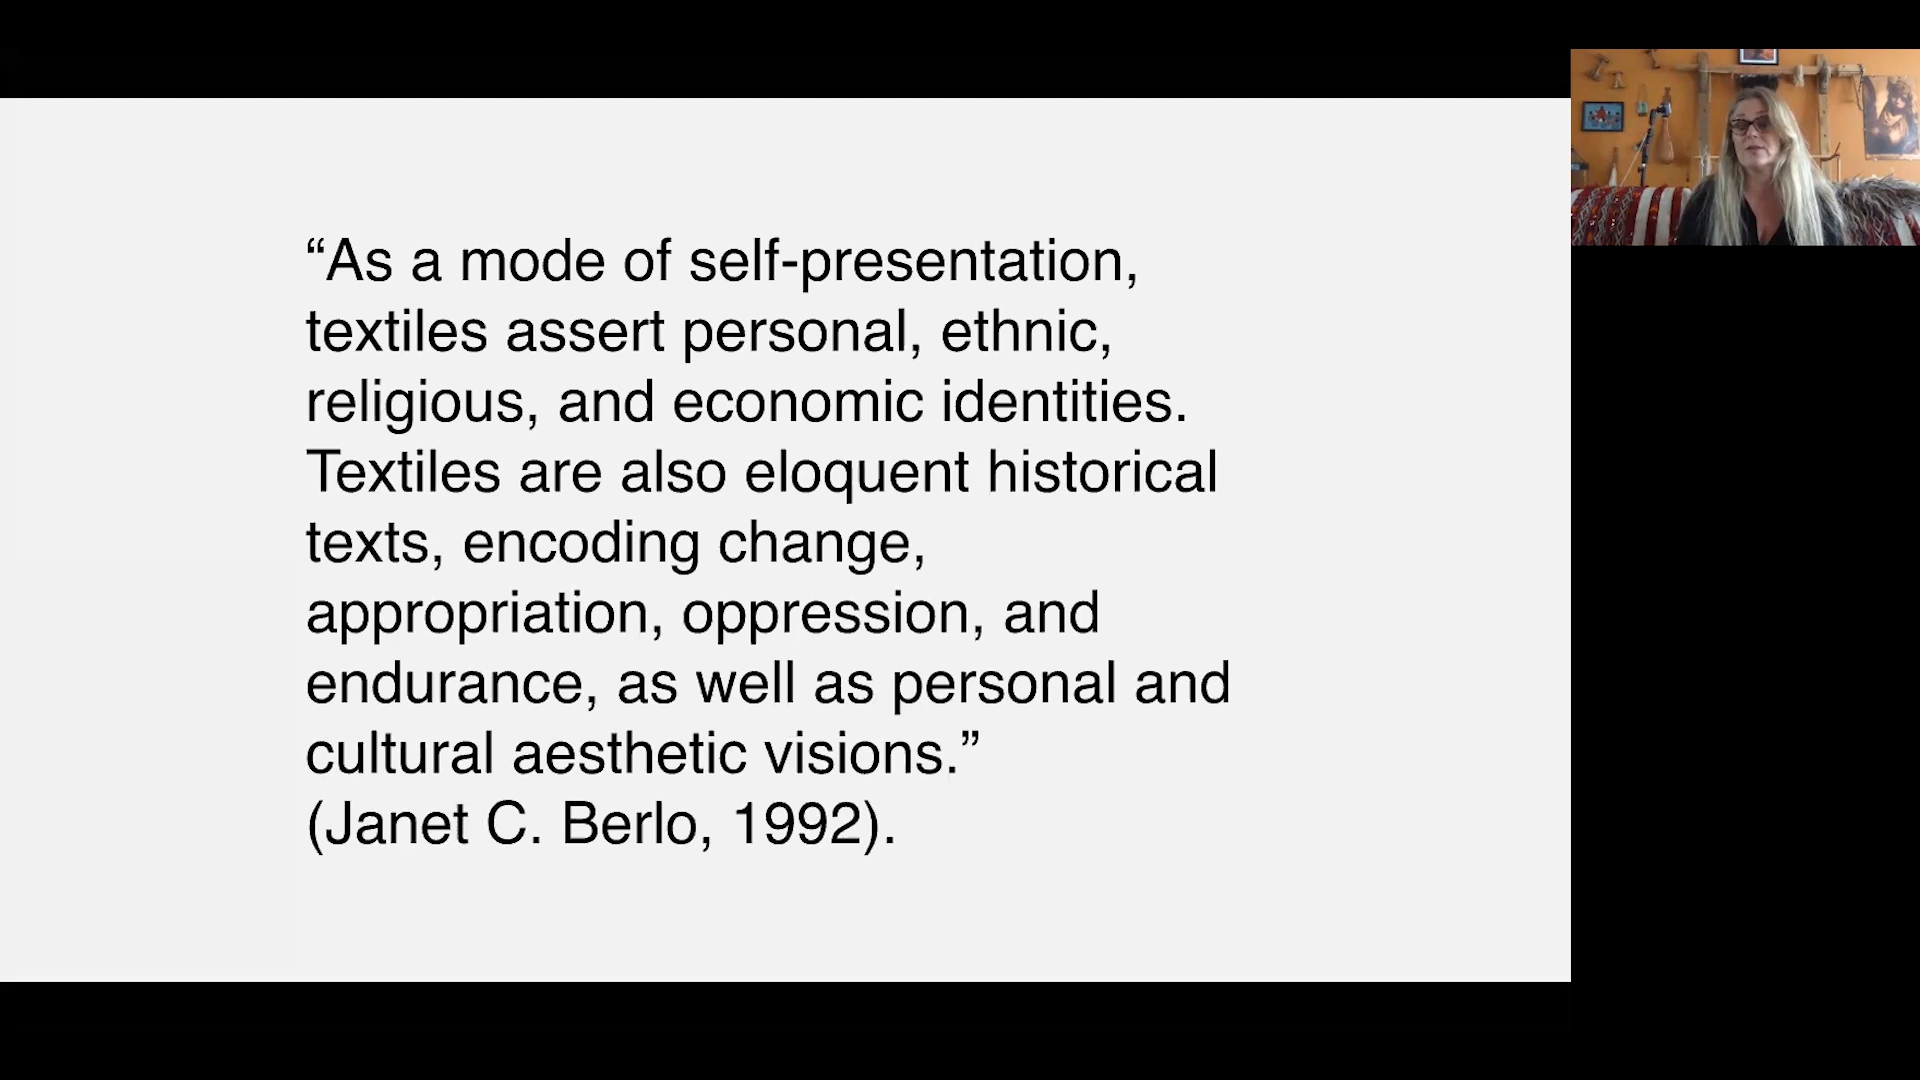 “As a mode of self-presentation,
textiles assert personal, ethnic,
religious, and economic identities.
Textiles are also eloquent historical
texts, encoding change,
appropriation, oppression, and
endurance, as well as personal and
cultural aesthetic visions.”
(Janet C. Berlo, 1992).